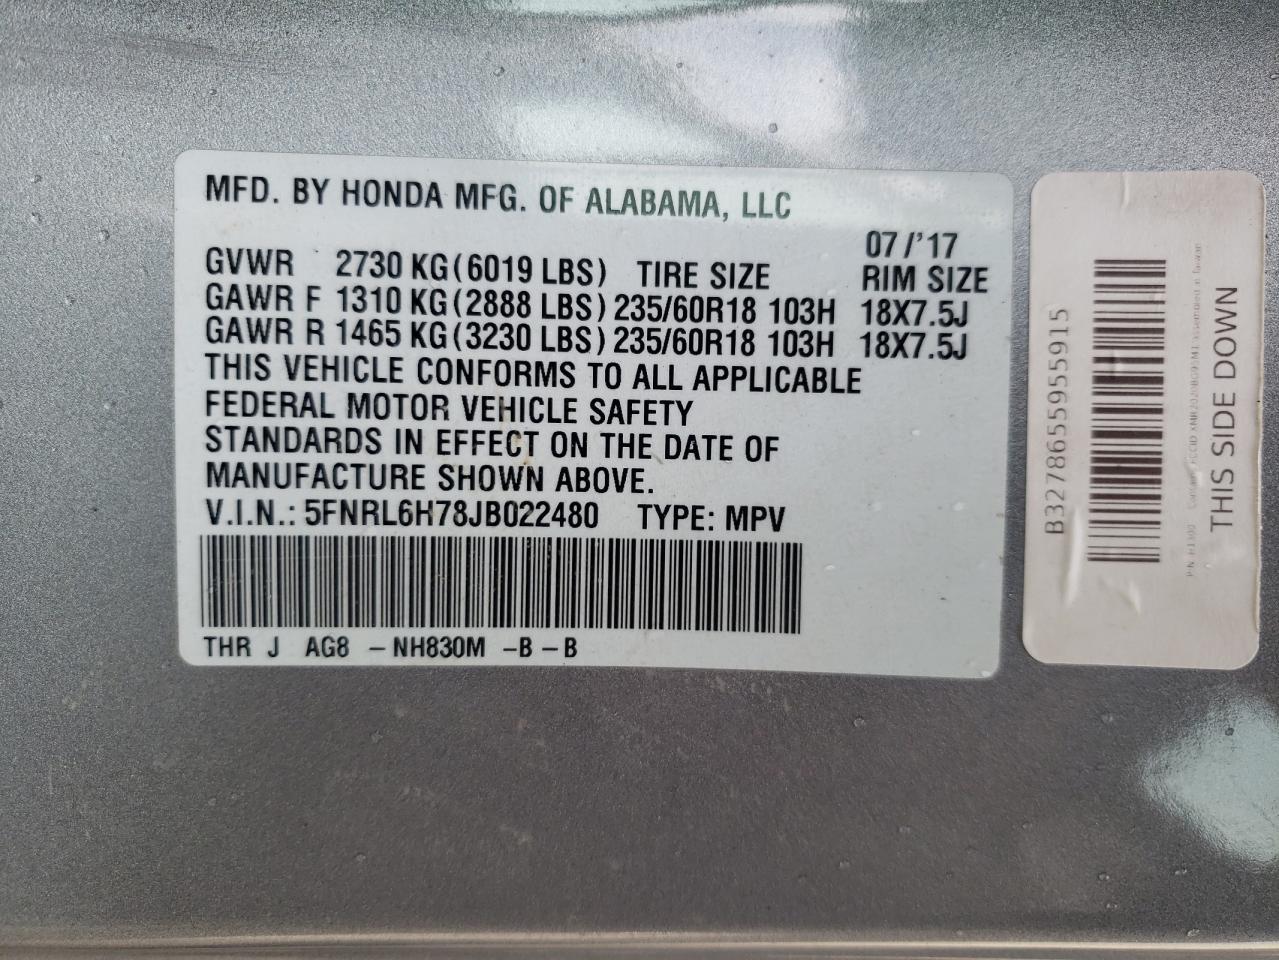 MFD. BY HONDA MFG. OF ALABAMA, LLC
07/'17
GVWR 2730 KG(6019 LBS) TIRE SIZE RIM SIZE
GAWR F 1310 KG(2888 LBS) 235/60R18 103H 18X7.5J
GAWR R 1465 KG(3230 LBS) 235/60R18 103H 18X7.5J
THIS VEHICLE CONFORMS TO ALL APPLICABLE
FEDERAL MOTOR VEHICLE SAFETY
STANDARDS IN EFFECT ON THE DATE OF
MANUFACTURE SHOWN ABOVE.
V.I.N.: 5FNRL6H78JB022480 TYPE: MPV
THR J AG8 -NH830M -B-B
B3278655955915
THIS SIDE DOWN